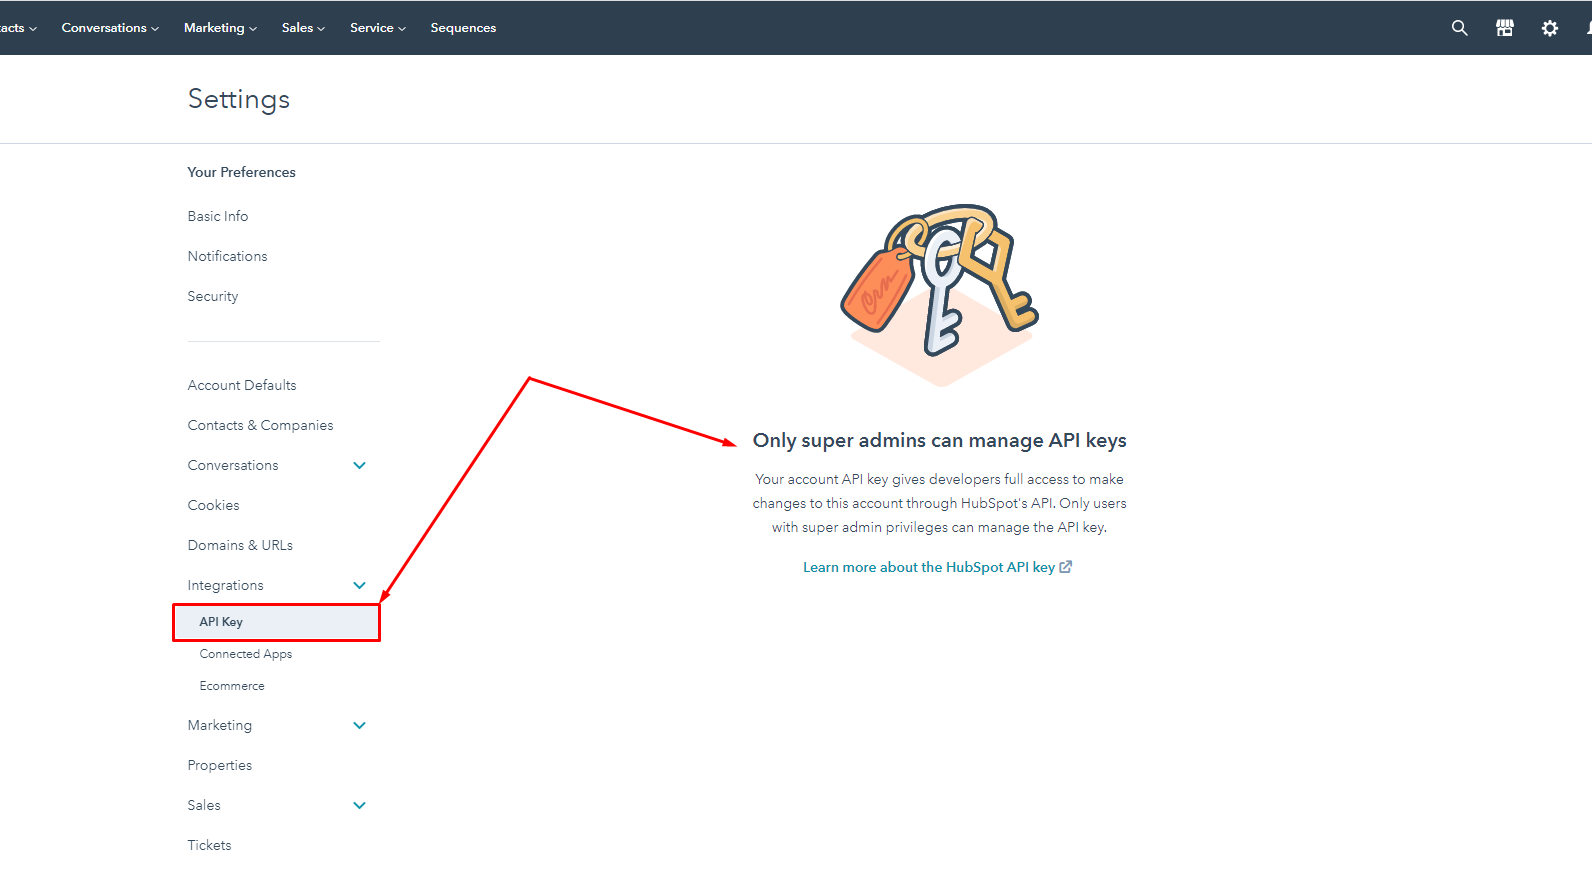 acts
Conversations
Marketing
Sales
Service
Sequences
Settings
Your Preferences
Basic Info
Notifications
Security
Account Defaults
Contacts & Companies
Conversations
Cookies
Domains & URLs
Integrations
API Key
Connected Apps
Ecommerce
Marketing
Properties
Sales
Tickets
Crm
Only super admins can manage API keys
Your account API key gives developers full access to make
changes to this account through HubSpot's API. Only users
with super admin privileges can manage the API key.
Learn more about the HubSpot API key